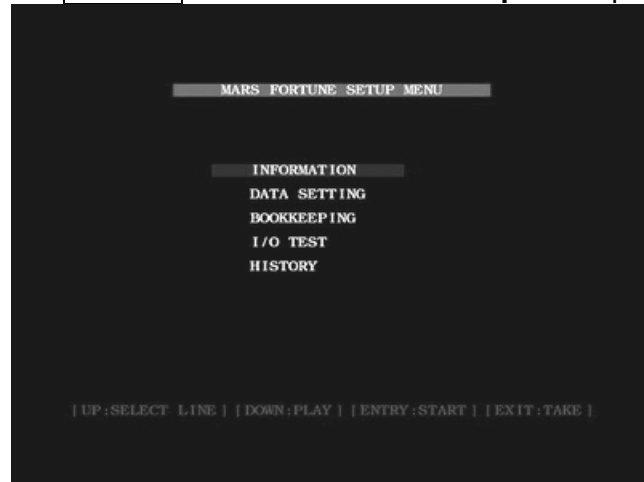 MARS FORTUNE SETUP MENU
INFORMATION
DATA SETTING
BOOKKEEPING
I/O TEST
HISTORY
[UP:SELECT LINE] [DOWN:PLAY] [ENTRY:START] [EXIT:TAKE]